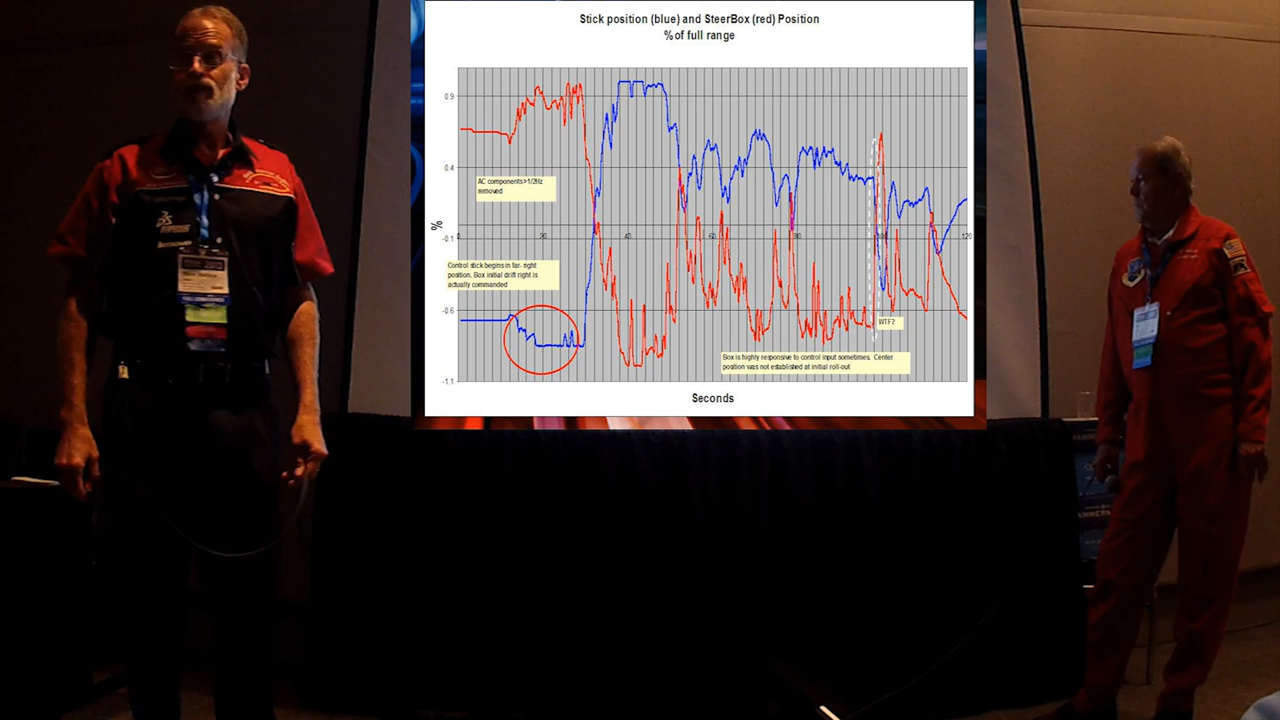 Stick position (blue) and SteerBox (red) Position
% of full range
0.9
AC components>1/2Hz
removed
0.4
%
-0.1
20
40
60
80
100
120
Control stick begins in far- right
position. Box initial drift right is
actually commanded
-0.6
WTF?
Box is highly responsive to control input sometimes. Center
position was not established at initial roll-out
-1.1
Seconds